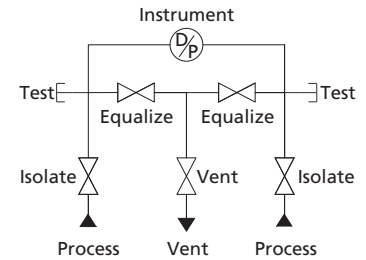 Instrument
D/P
Test
Test
Equalize
Equalize
Isolate
Vent
Isolate
Process
Vent
Process